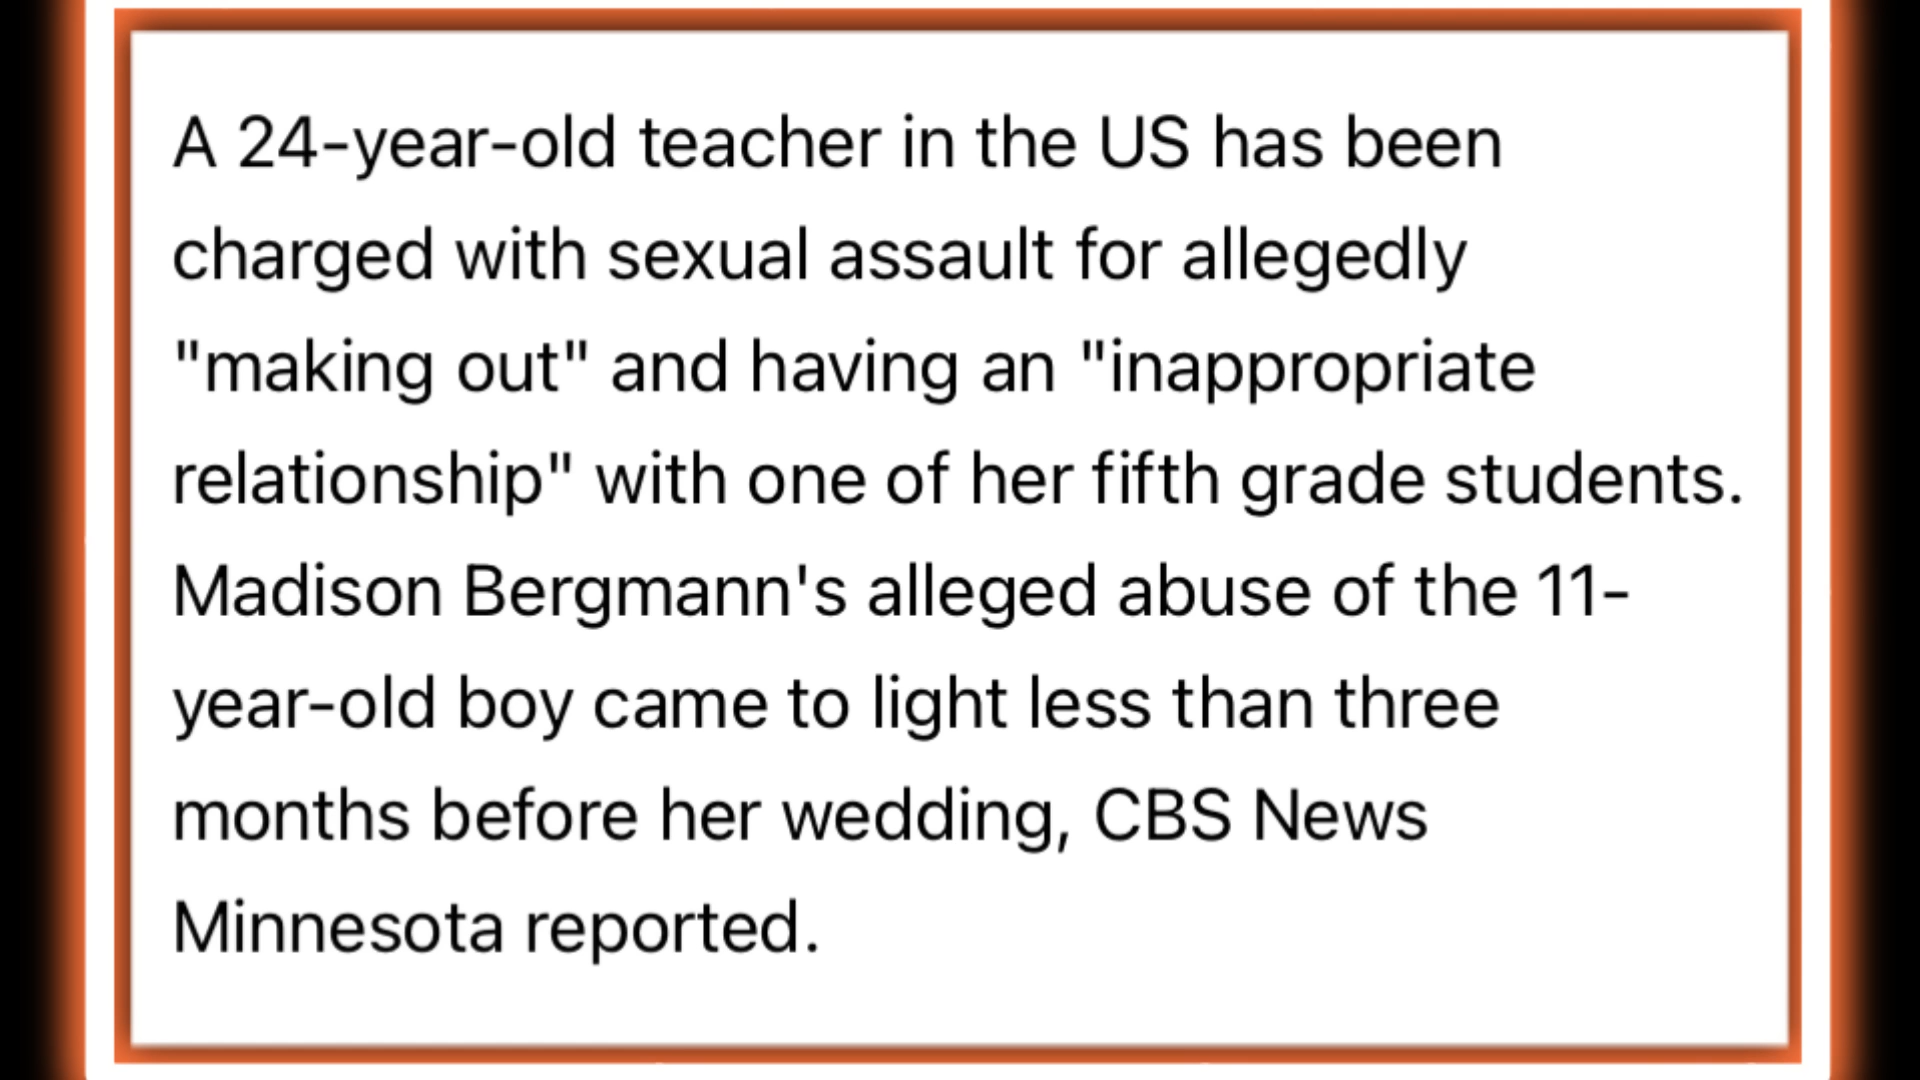 A 24-year-old teacher in the US has been
charged with sexual assault for allegedly
"making out" and having an "inappropriate
relationship" with one of her fifth grade students.
Madison Bergmann's alleged abuse of the 11-
year-old boy came to light less than three
months before her wedding, CBS News
Minnesota reported.